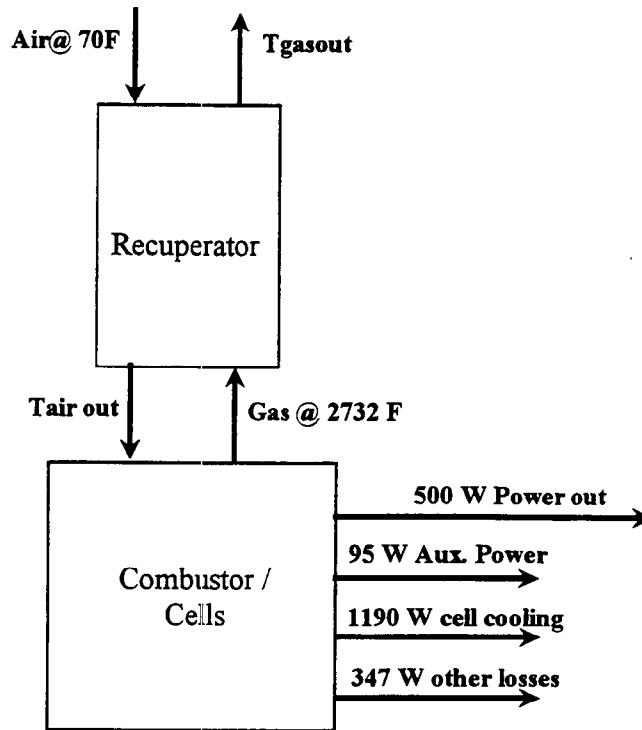 Air@ 70F
Tgasout
Recuperator
Tair out
Gas @ 2732 F
500 W Power out
95 W Aux. Power
Combustor /
Cells
1190 W cell cooling
347 W other losses